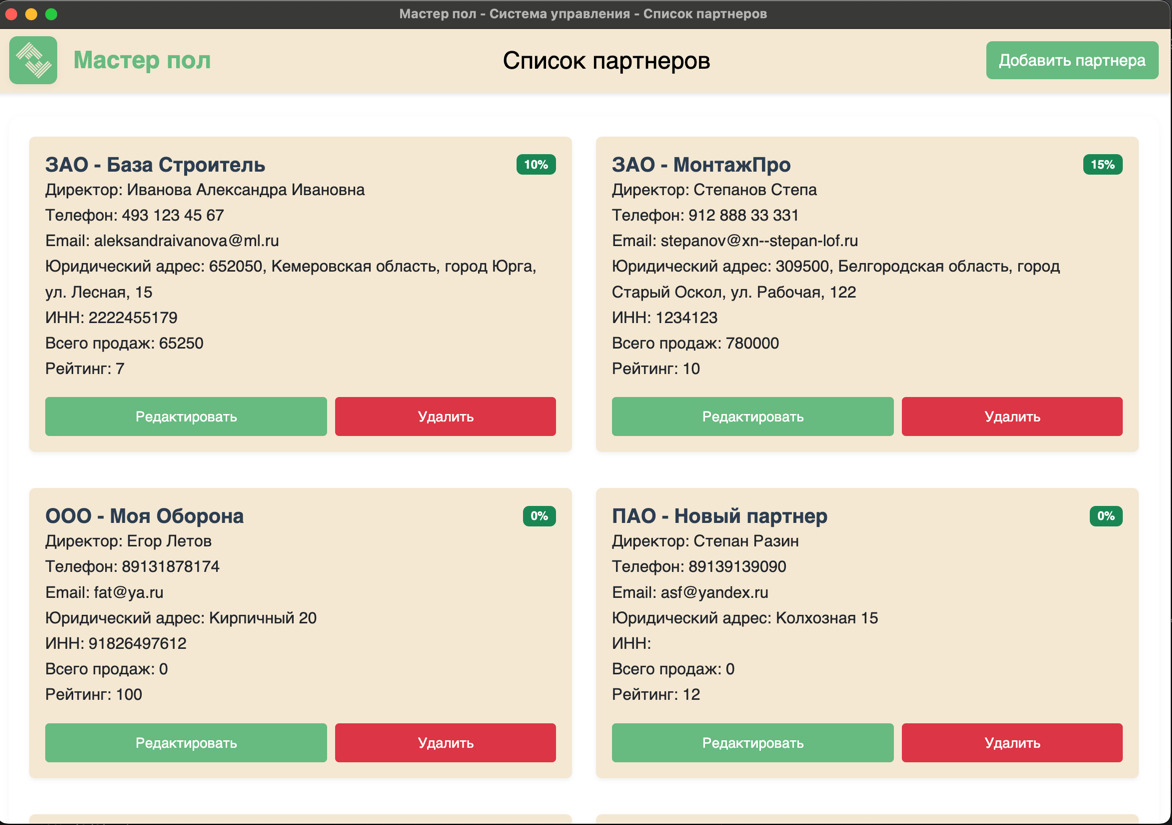 Мастер пол - Система управления - Список партнеров
Мастер пол
Список партнеров
Добавить партнера
ЗАО - База Строитель
10%
Директор: Иванова Александра Ивановна
Телефон: 493 123 45 67
Email: aleksandraivanova@ml.ru
Юридический адрес: 652050, Кемеровская область, город Юрга,
ул. Лесная, 15
ИНН: 2222455179
Всего продаж: 65250
Рейтинг: 7
Редактировать
Удалить
ЗАО - МонтажПро
15%
Директор: Степанов Степа
Телефон: 912 888 33 331
Email: stepanov@xn--stepan-lof.ru
Юридический адрес: 309500, Белгородская область, город
Старый Оскол, ул. Рабочая, 122
ИНН: 1234123
Всего продаж: 780000
Рейтинг: 10
Редактировать
Удалить
ООО - Моя Оборона
0%
Директор: Егор Летов
Телефон: 89131878174
Email: fat@ya.ru
Юридический адрес: Кирпичный 20
ИНН: 91826497612
Всего продаж: 0
Рейтинг: 100
Редактировать
Удалить
ПАО - Новый партнер
0%
Директор: Степан Разин
Телефон: 89139139090
Email: asf@yandex.ru
Юридический адрес: Колхозная 15
ИНН:
Всего продаж: 0
Рейтинг: 12
Редактировать
Удалить